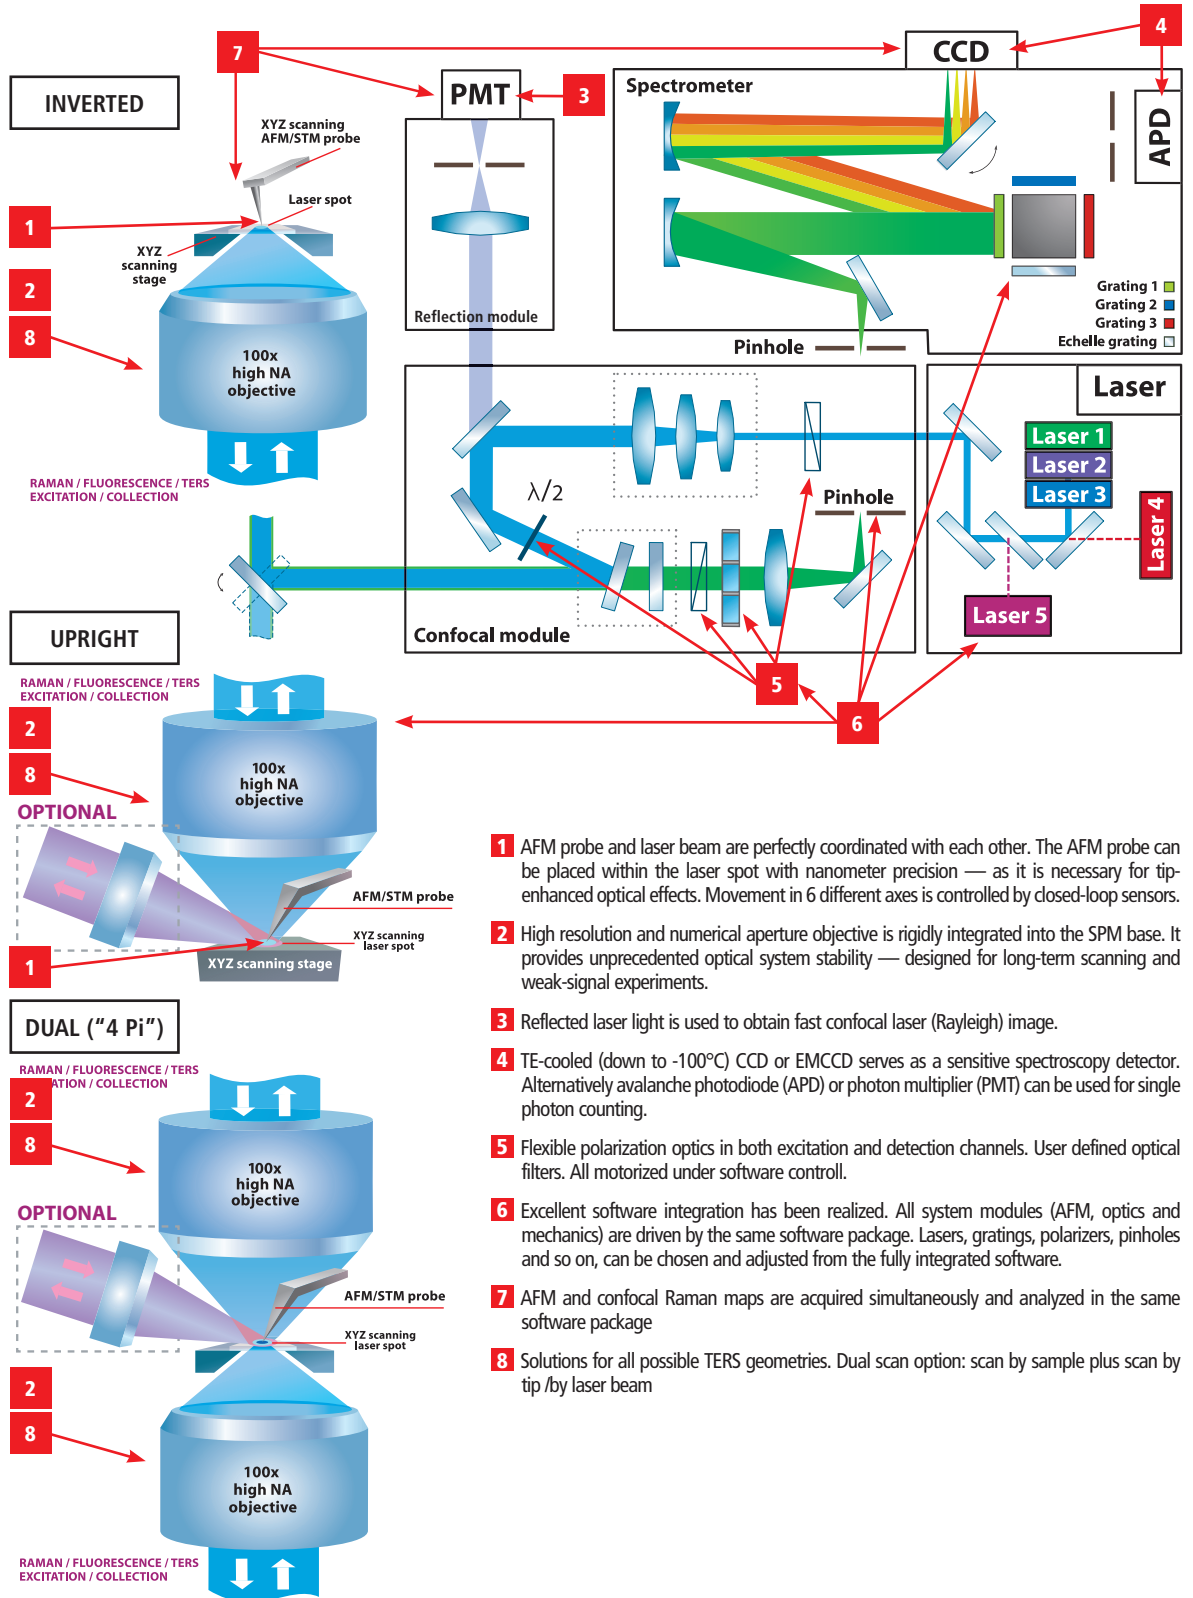 4
7
CCD
INVERTED
PMT
3
Spectrometer
APD
XYZ scanning
AFM/STM probe
Laser spot
1
XYZ
scanning
stage
2
8
Reflection module
Grating 1
Grating 2
Grating 3
Echelle grating
Pinhole
100x
high NA
objective
Laser
Laser 1
Laser 2
Laser 3
Laser 4
Laser 5
RAMAN / FLUORESCENCE / TERS
EXCITATION / COLLECTION
λ/2
Pinhole
Confocal module
5
6
UPRIGHT
RAMAN / FLUORESCENCE / TERS
EXCITATION / COLLECTION
2
8
100x
high NA
objective
OPTIONAL
AFM/STM probe
XYZ scanning
laser spot
XYZ scanning stage
1
DUAL (“4 Pi”)
RAMAN / FLUORESCENCE / TERS
TATION / COLLECTION
2
8
100x
high NA
objective
OPTIONAL
AFM/STM probe
XYZ scanning
laser spot
2
8
100x
high NA
objective
RAMAN / FLUORESCENCE / TERS
EXCITATION / COLLECTION
1 AFM probe and laser beam are perfectly coordinated with each other. The AFM probe can
be placed within the laser spot with nanometer precision — as it is necessary for tip-
enhanced optical effects. Movement in 6 different axes is controlled by closed-loop sensors.
2 High resolution and numerical aperture objective is rigidly integrated into the SPM base. It
provides unprecedented optical system stability — designed for long-term scanning and
weak-signal experiments.
3 Reflected laser light is used to obtain fast confocal laser (Rayleigh) image.
4 TE-cooled (down to -100°C) CCD or EMCCD serves as a sensitive spectroscopy detector.
Alternatively avalanche photodiode (APD) or photon multiplier (PMT) can be used for single
photon counting.
5 Flexible polarization optics in both excitation and detection channels. User defined optical
filters. All motorized under software controll.
6 Excellent software integration has been realized. All system modules (AFM, optics and
mechanics) are driven by the same software package. Lasers, gratings, polarizers, pinholes
and so on, can be chosen and adjusted from the fully integrated software.
7 AFM and confocal Raman maps are acquired simultaneously and analyzed in the same
software package
8 Solutions for all possible TERS geometries. Dual scan option: scan by sample plus scan by
tip /by laser beam